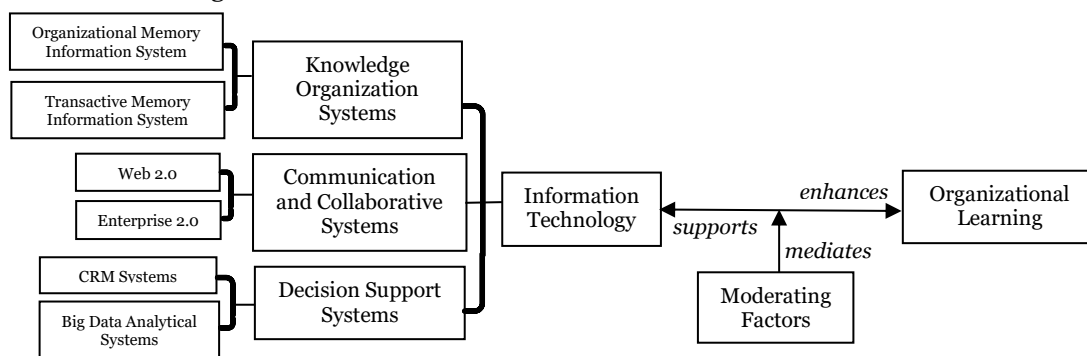 Organizational Memory
Information System
Transactive Memory
Information System
Knowledge
Organization
Systems
Web 2.0
Enterprise 2.0
Communication
and Collaborative
Systems
CRM Systems
Big Data Analytical
Systems
Decision Support
Systems
Information
Technology
supports
enhances
mediates
Moderating
Factors
Organizational
Learning